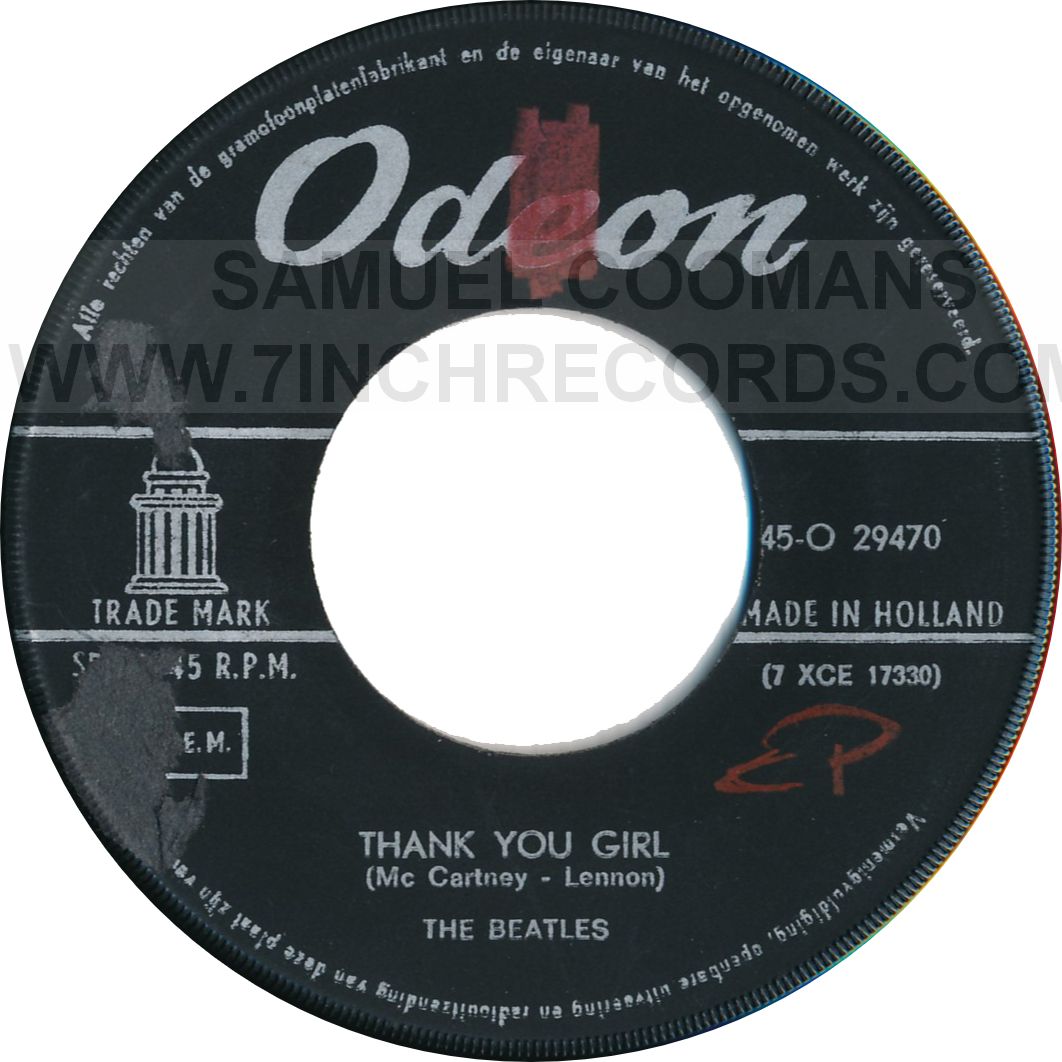 Alle rechten van de gramofoonplatenfabrikant en de eigenaar van het opgenomen werk zijn gereserveerd.
Odeon
SAMUEL COOMANS
WWW.7INCHRECORDS.COM
45-O 29470
TRADE MARK
MADE IN HOLLAND
45 R.P.M.
(7 XCE 17330)
E.M.
EP
THANK YOU GIRL
(Mc Cartney - Lennon)
THE BEATLES
Vermenigvuldiging, openbare uitvoering en radiouitzending van deze plaat zijn van